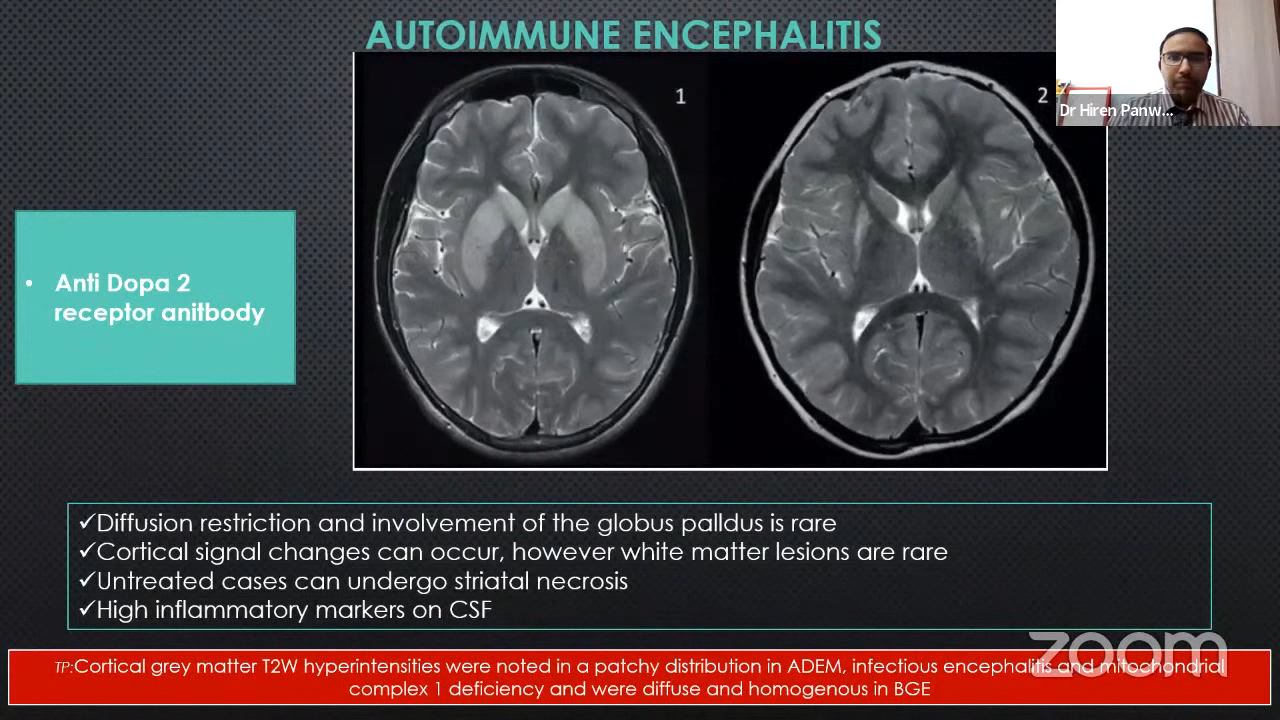 AUTOIMMUNE ENCEPHALITIS
1
2
Dr Hiren Panw...
• Anti Dopa 2
receptor anitbody
✓Diffusion restriction and involvement of the globus palldus is rare
✓Cortical signal changes can occur, however white matter lesions are rare
✓Untreated cases can undergo striatal necrosis
✓High inflammatory markers on CSF
zoom
TP:Cortical grey matter T2W hyperintensities were noted in a patchy distribution in ADEM, infectious encephalitis and mitochondrial
complex 1 deficiency and were diffuse and homogenous in BGE